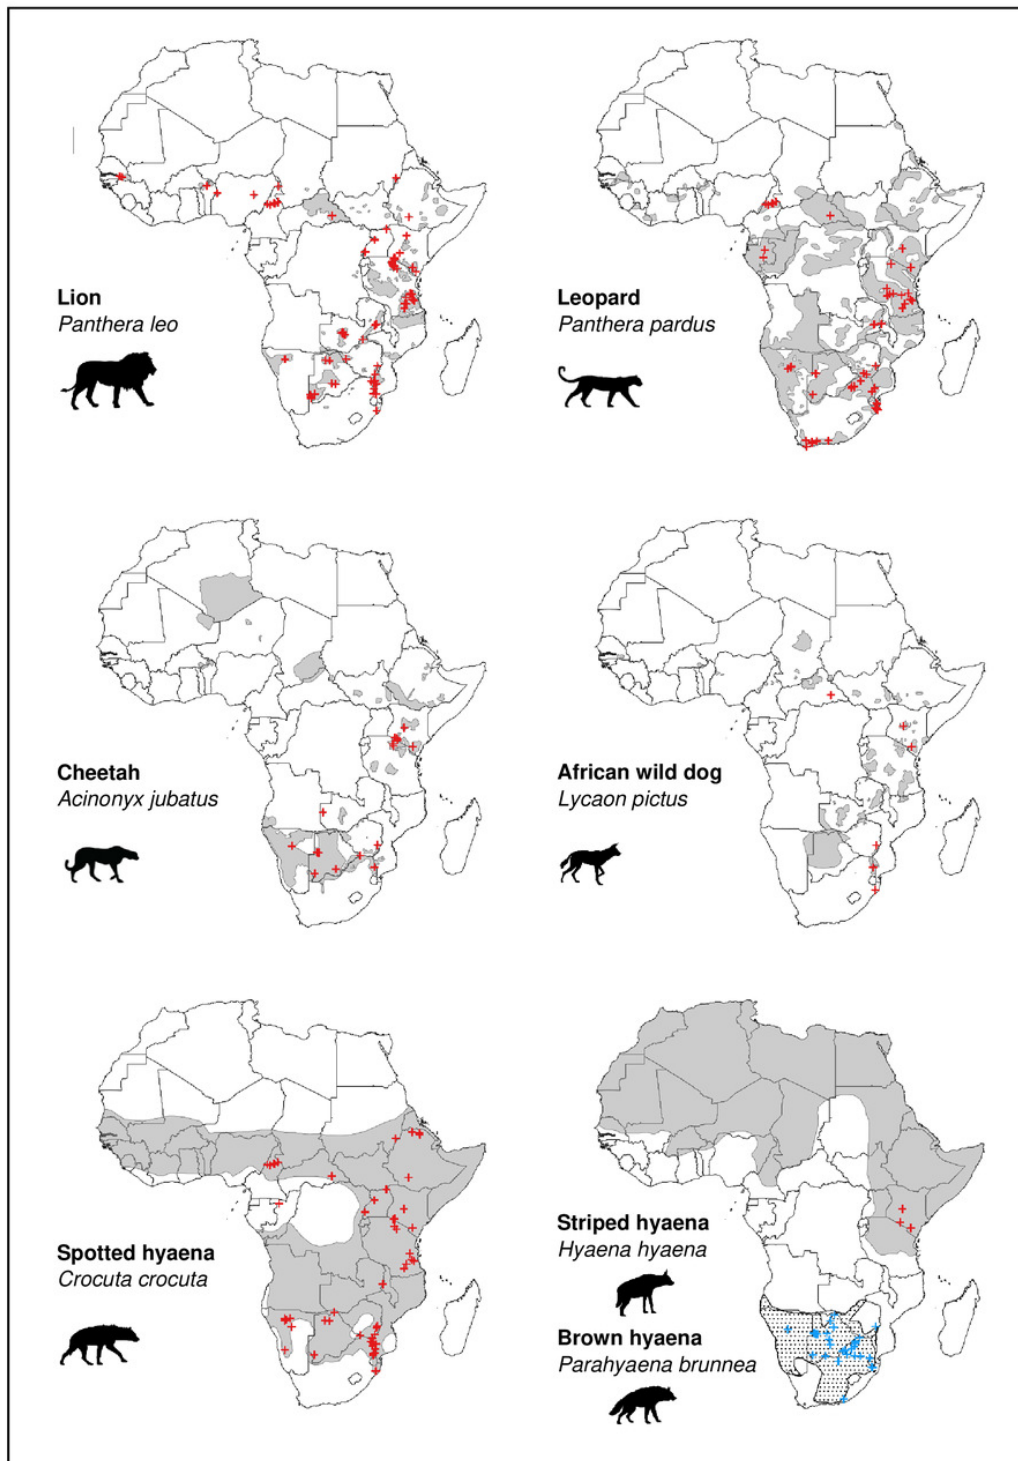 Lion
Panthera leo
Leopard
Panthera pardus
Cheetah
Acinonyx jubatus
African wild dog
Lycaon pictus
Spotted hyaena
Crocuta crocuta
Striped hyaena
Hyaena hyaena
Brown hyaena
Parahyaena brunnea